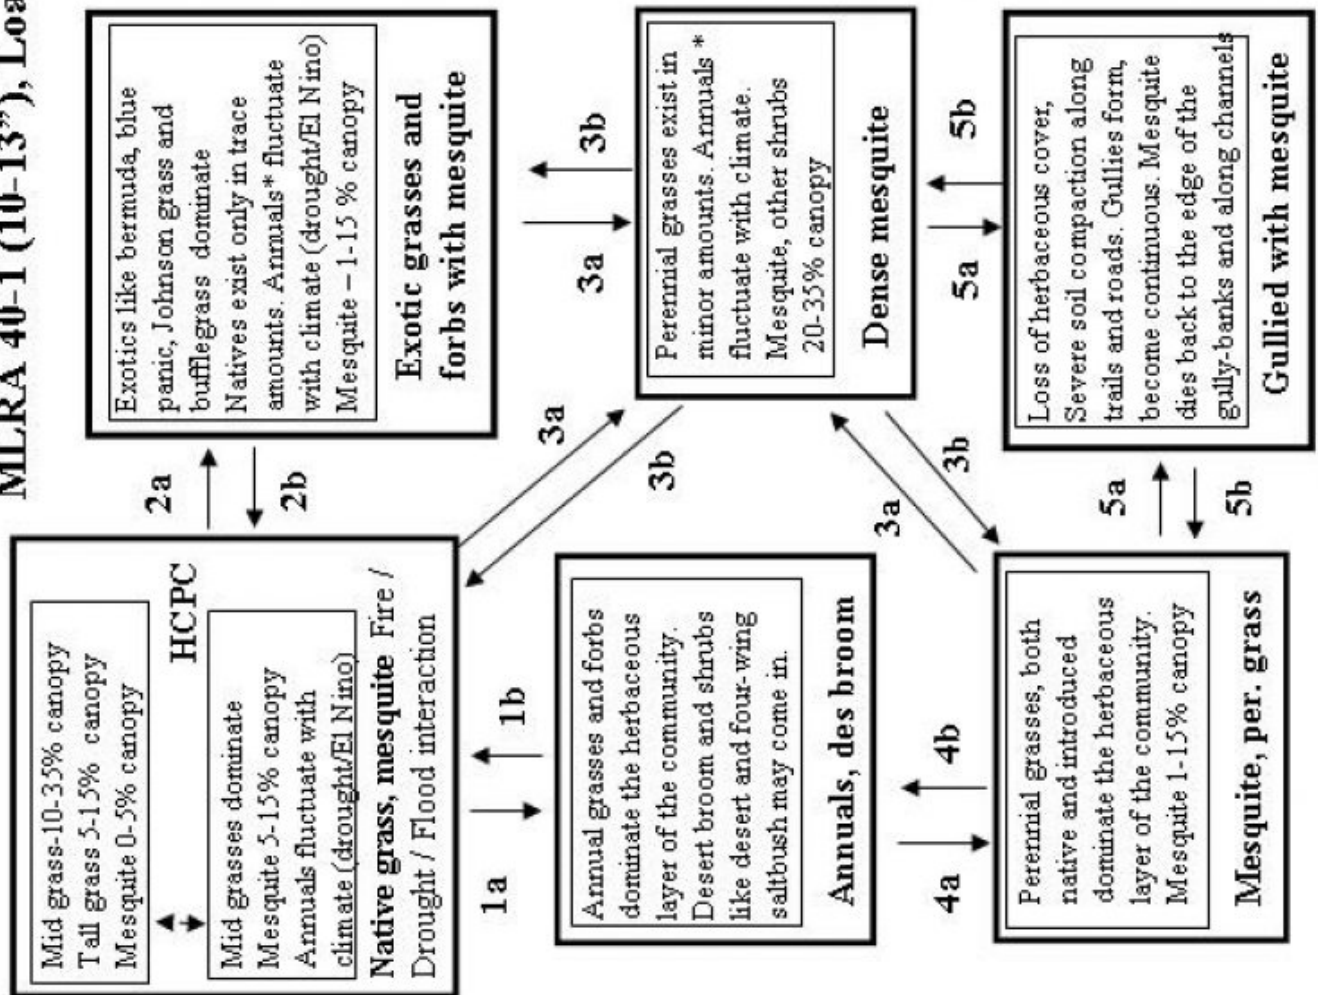 MLRA 40-1 (10-13”), Loa
Mid grass-10-35% canopy
Tall grass 5-15% canopy
Mesquite 0-5% canopy
HCPC
Mid grasses dominate
Mesquite 5-15% canopy
Annuals fluctuate with
climate (drought/El Nino)
Native grass, mesquite Fire /
Drought / Flood interaction
2a
2b
Exotics like bermuda, blue
panic, Johnson grass and
bufflegrass dominate
Natives exist only in trace
amounts. Annuals* fluctuate
with climate (drought/El Nino)
Mesquite – 1-15 % canopy
Exotic grasses and
forbs with mesquite
1a
1b
3a
3b
3a
3b
Annual grasses and forbs
dominate the herbaceous
layer of the community.
Desert broom and shrubs
like desert and four-wing
saltbush may come in.
Annuals, des broom
Perennial grasses exist in
minor amounts. Annuals *
fluctuate with climate.
Mesquite, other shrubs
20-35% canopy
Dense mesquite
4a
4b
3a
3b
5a
5b
Perennial grasses, both
native and introduced
dominate the herbaceous
layer of the community.
Mesquite 1-15% canopy
Mesquite, per. grass
5a
5b
Loss of herbaceous cover,
Severe soil compaction along
trails and roads. Gullies form,
become continuous. Mesquite
dies back to the edge of the
gully-banks and along channels
Gullied with mesquite